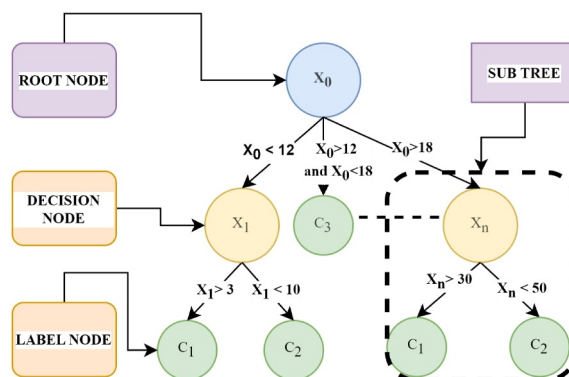 ROOT NODE
X0
SUB TREE
X0 < 12
X0>12
and X0<18
X0>18
DECISION
NODE
X1
C3
Xn
X1> 3
X1 < 10
Xn> 30
Xn < 50
LABEL NODE
C1
C2
C1
C2